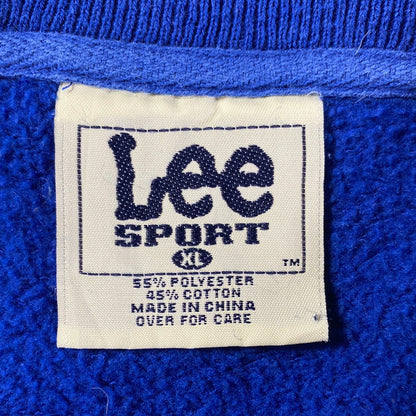 Lee
SPORT
XL
TM
55% POLYESTER
45% COTTON
MADE IN CHINA
OVER FOR CARE